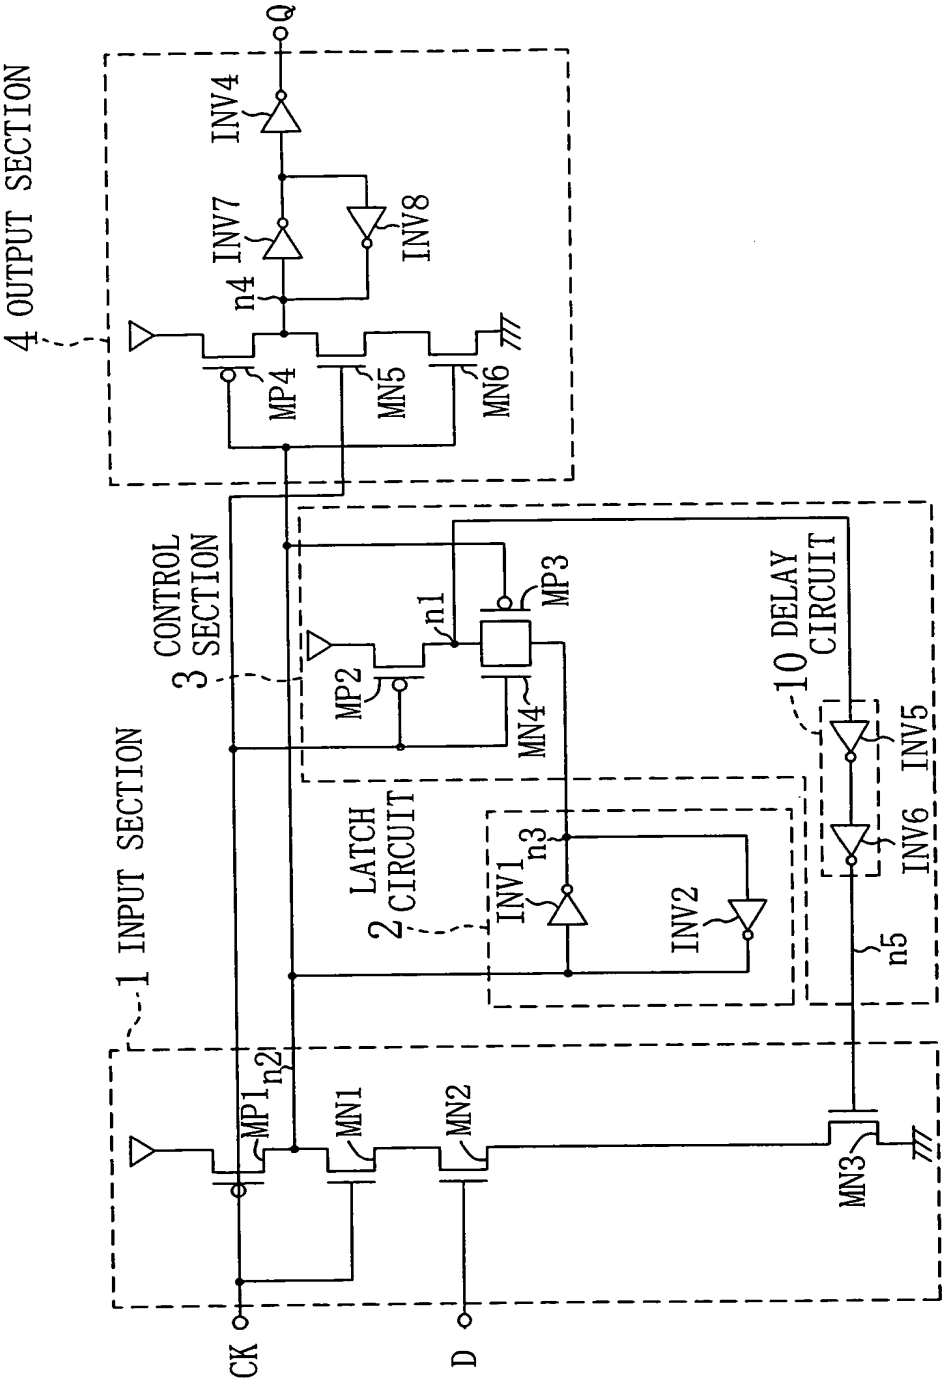 1 INPUT SECTION
CK
D
MP1
n2
MN1
MN2
MN3
2
LATCH
CIRCUIT
INV1
n3
INV2
3
CONTROL
SECTION
MP2
n1
MN4
MP3
10 DELAY
CIRCUIT
INV5
INV6
n5
4 OUTPUT SECTION
MP4
MN5
MN6
n4
INV7
INV8
INV4
Q